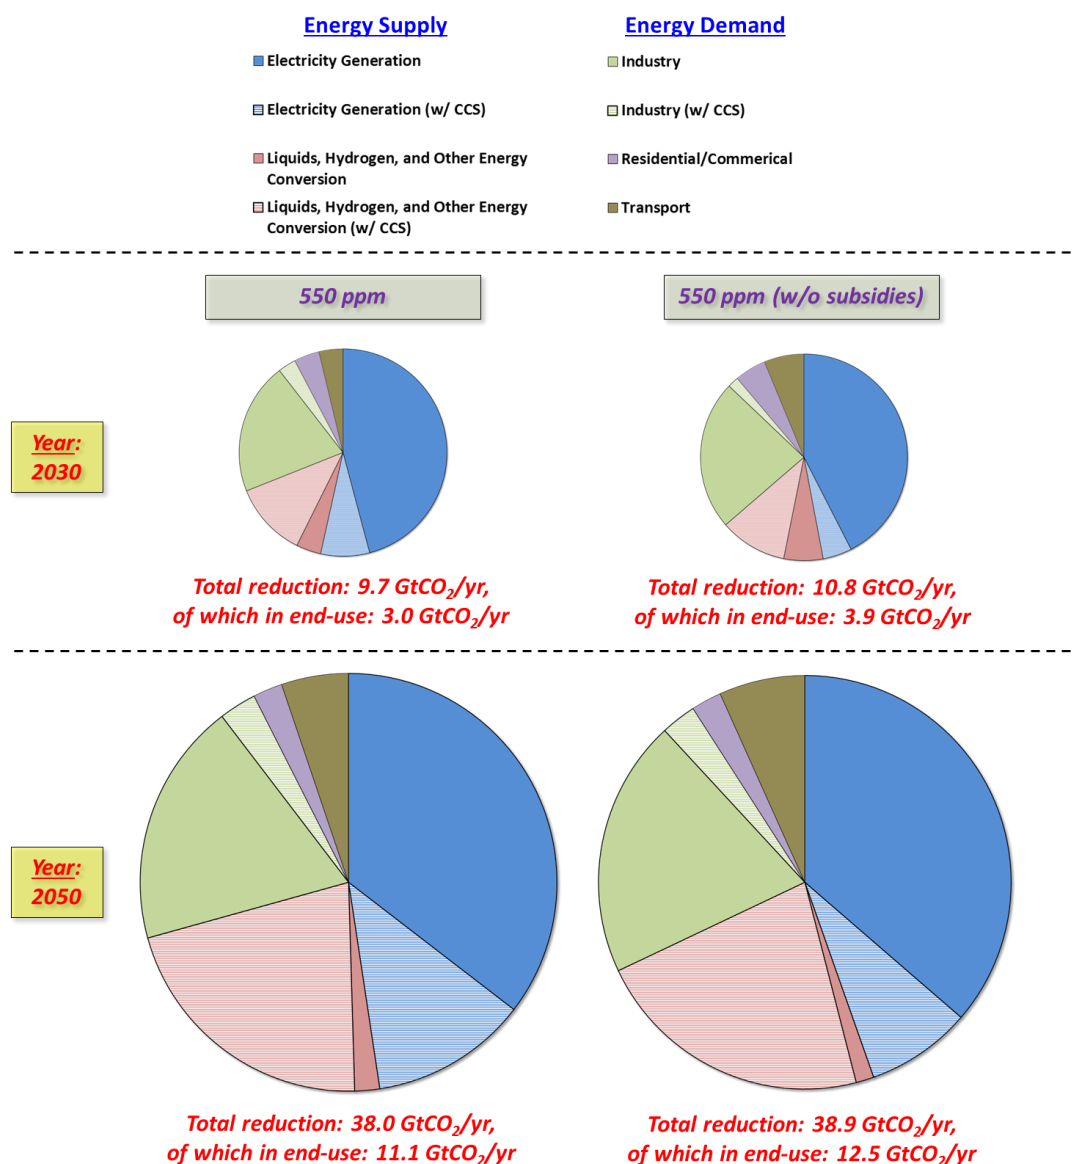 Energy Supply
Energy Demand
Electricity Generation
Industry
Electricity Generation (w/ CCS)
Industry (w/ CCS)
Liquids, Hydrogen, and Other Energy
Conversion
Residential/Commerical
Liquids, Hydrogen, and Other Energy
Conversion (w/ CCS)
Transport
550 ppm
550 ppm (w/o subsidies)
Year:
2030
Total reduction: 9.7 GtCO₂/yr,
of which in end-use: 3.0 GtCO₂/yr
Total reduction: 10.8 GtCO₂/yr,
of which in end-use: 3.9 GtCO₂/yr
Year:
2050
Total reduction: 38.0 GtCO₂/yr,
of which in end-use: 11.1 GtCO₂/yr
Total reduction: 38.9 GtCO₂/yr,
of which in end-use: 12.5 GtCO₂/yr